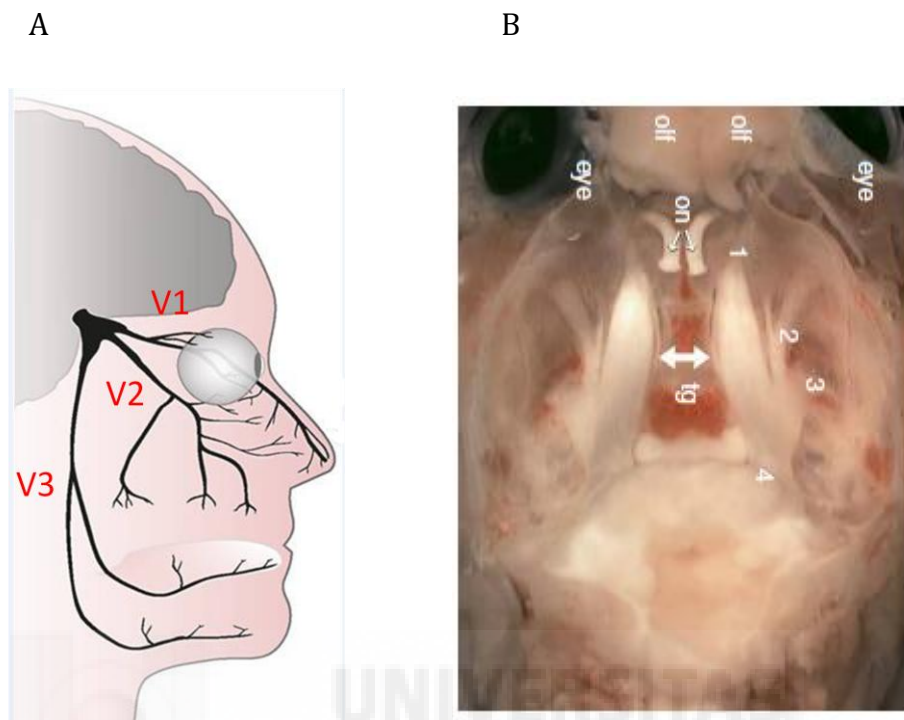 A
B
V1
V2
V3
olf olf
eye eye
on
1
2
3
tg
4
UNIVERSITAS